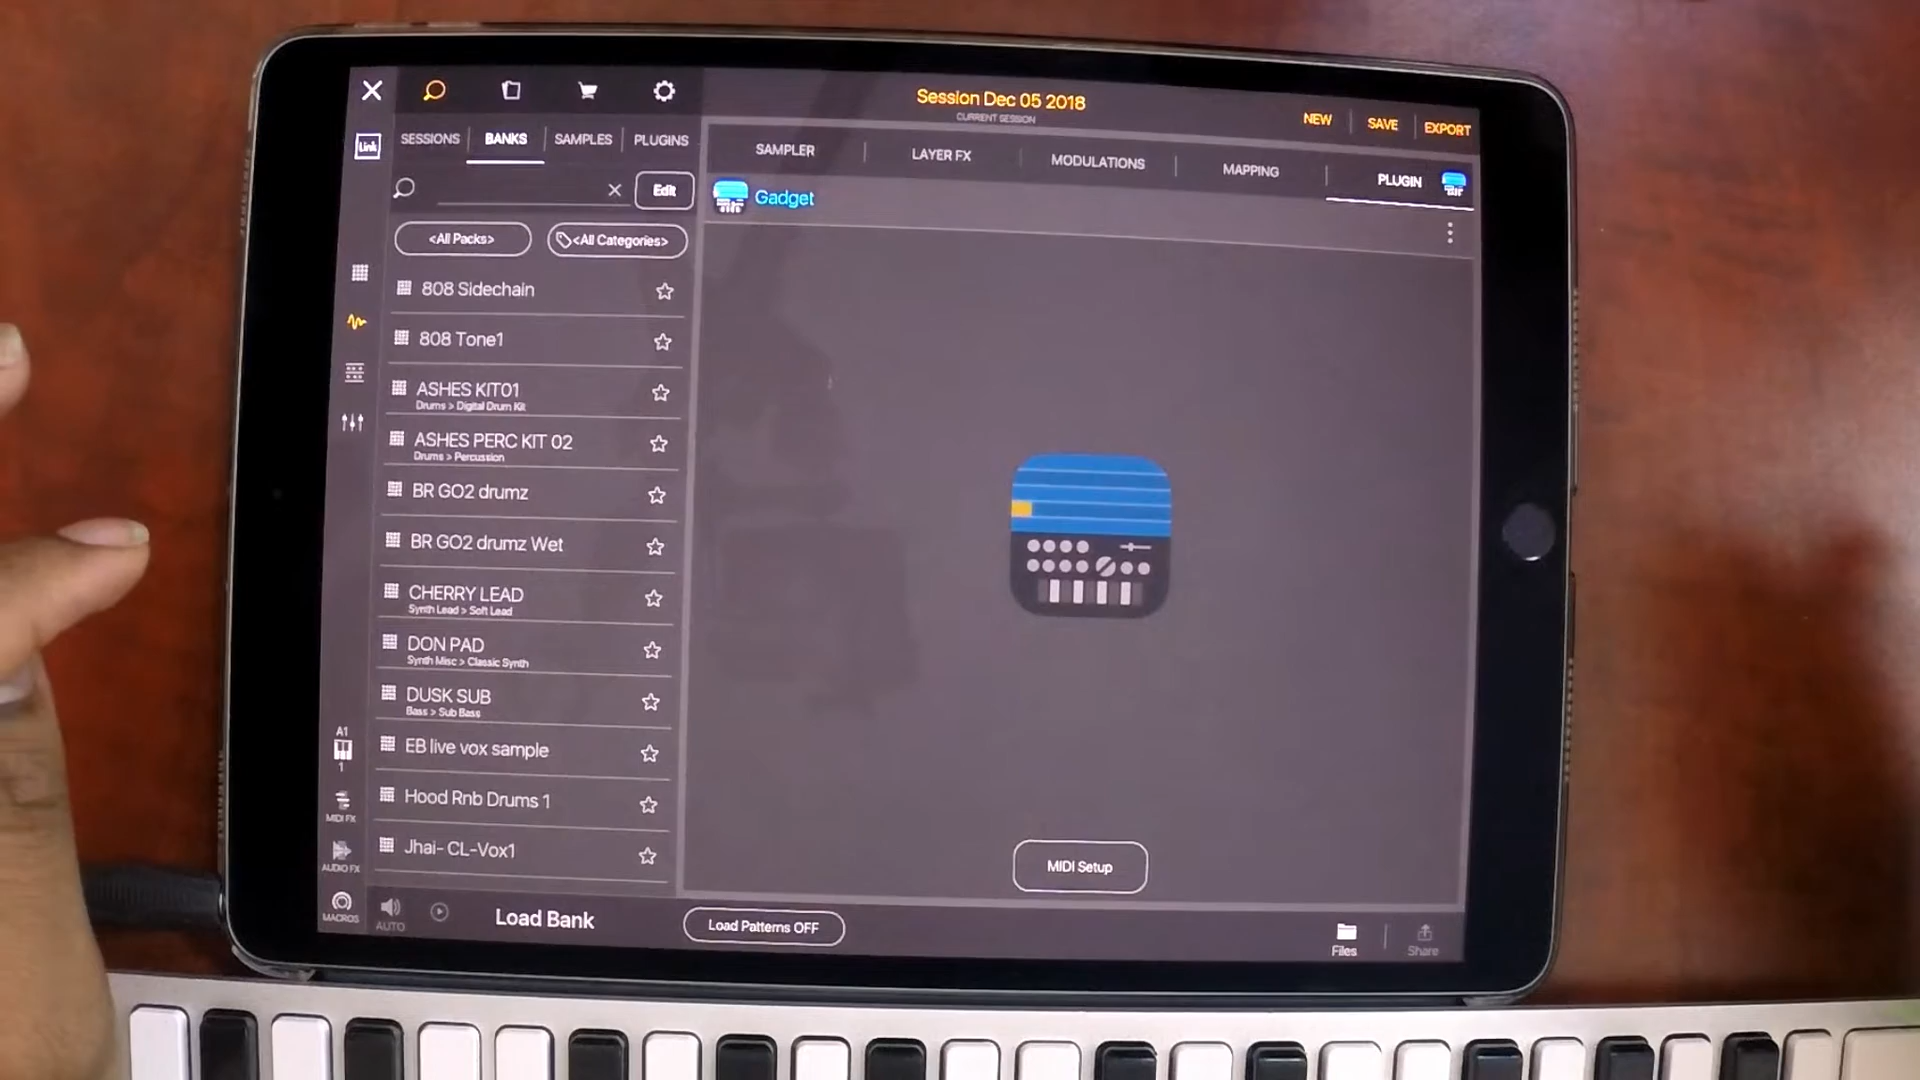 Session Dec 05 2018
CURRENT SESSION
NEW
SAVE
EXPORT
Link
SESSIONS
BANKS
SAMPLES
PLUGINS
SAMPLER
LAYER FX
MODULATIONS
MAPPING
PLUGIN
Edit
Gadget
<All Packs>
<All Categories>
808 Sidechain
808 Tone1
ASHES KIT01
Drums > Digital Drum Kit
ASHES PERC KIT 02
Drums > Percussion
BR GO2 drumz
BR GO2 drumz Wet
CHERRY LEAD
Synth Lead > Soft Lead
DON PAD
Synth Misc > Classic Synth
DUSK SUB
Bass > Sub Bass
EB live vox sample
Hood Rnb Drums 1
Jhai- CL-Vox1
A1
1
MIDI FX
AUDIO FX
MACROS
MIDI Setup
AUTO
Load Bank
Load Patterns OFF
Files
Share